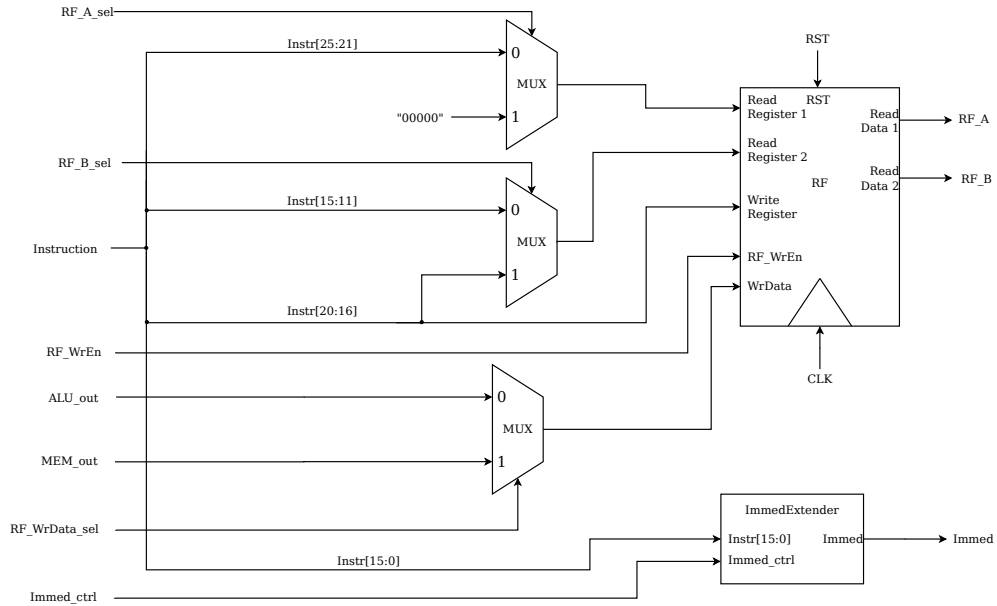 RF_A_sel
Instr[25:21]
0
MUX
"00000"
1
RST
Read
Register 1
RST
Read
Data 1
RF_A
Read
Register 2
RF
Read
Data 2
RF_B
RF_B_sel
Instr[15:11]
0
MUX
1
Write
Register
Instruction
RF_WrEn
WrData
Instr[20:16]
RF_WrEn
CLK
ALU_out
0
MUX
MEM_out
1
RF_WrData_sel
ImmedExtender
Instr[15:0]
Immed
Immed
Instr[15:0]
Immed_ctrl
Immed_ctrl